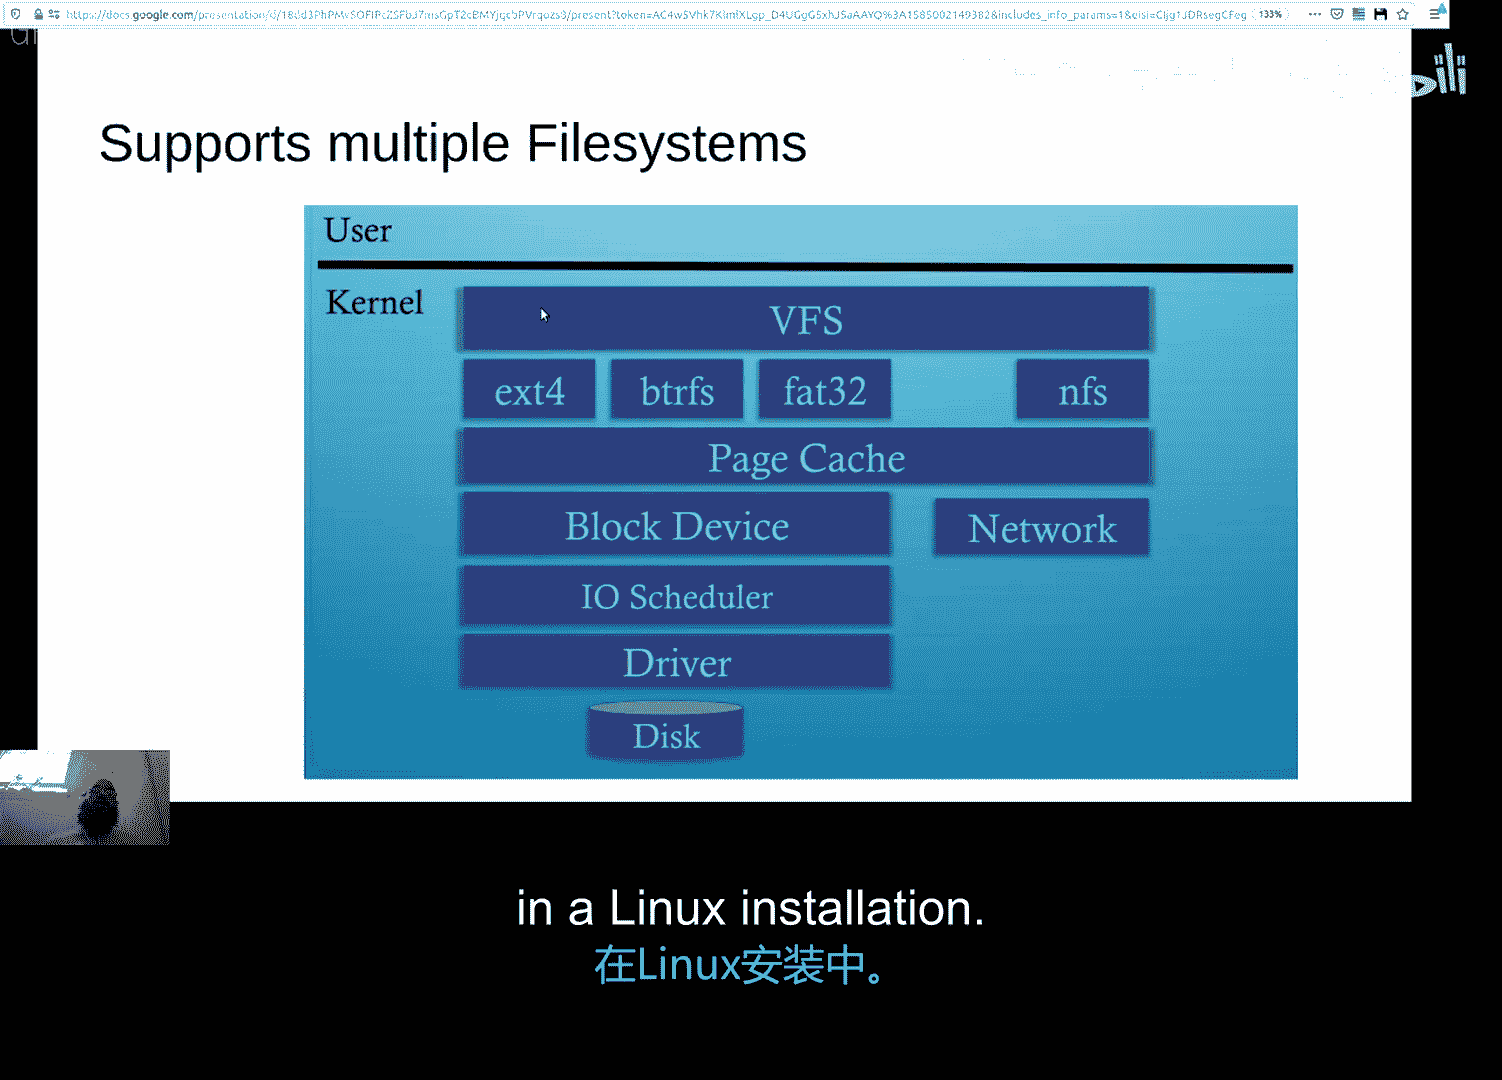 133%
Supports multiple Filesystems
User
Kernel
VFS
ext4 btrfs fat32 nfs
Page Cache
Block Device Network
IO Scheduler
Driver
Disk
in a Linux installation.
在Linux安装中。